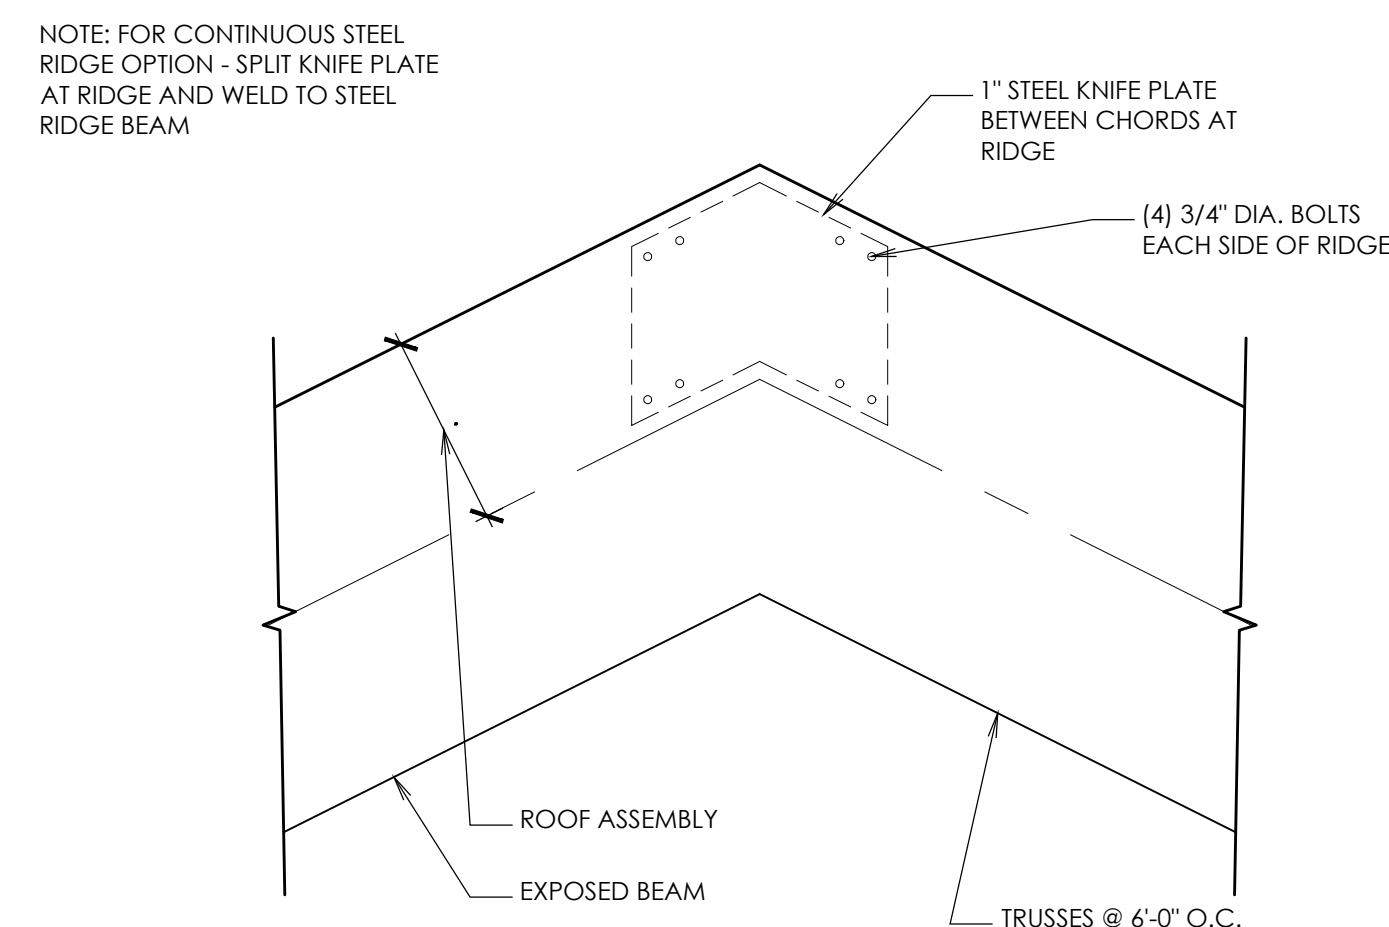 NOTE: FOR CONTINUOUS STEEL
RIDGE OPTION - SPLIT KNIFE PLATE
AT RIDGE AND WELD TO STEEL
RIDGE BEAM
1" STEEL KNIFE PLATE
BETWEEN CHORDS AT
RIDGE
(4) 3/4" DIA. BOLTS
EACH SIDE OF RIDGE
ROOF ASSEMBLY
EXPOSED BEAM
TRUSSES @ 6'-0" O.C.